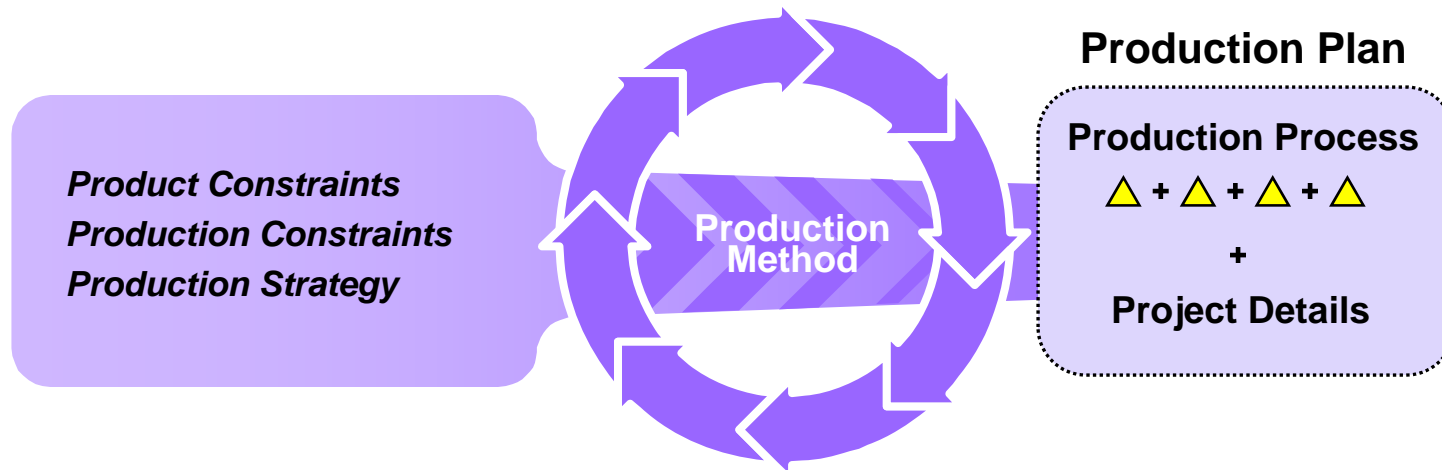 Production Plan
Product Constraints
Production Constraints
Production Strategy
Production
Method
Production Process
+ + +
+
Project Details